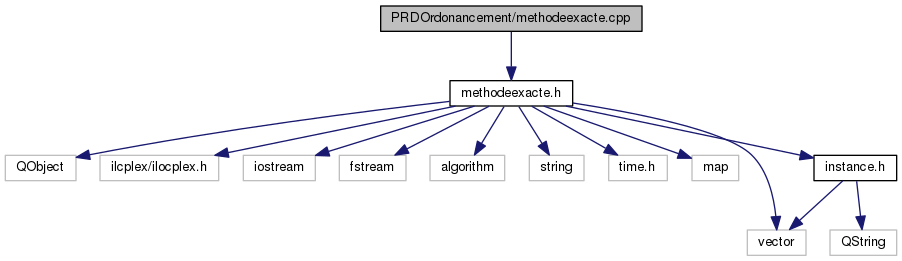 PRDOrdonancement/methodeexacte.cpp
methodeexacte.h
QObject
ilcplex/ilocplex.h
iostream
fstream
algorithm
string
time.h
map
instance.h
vector
QString